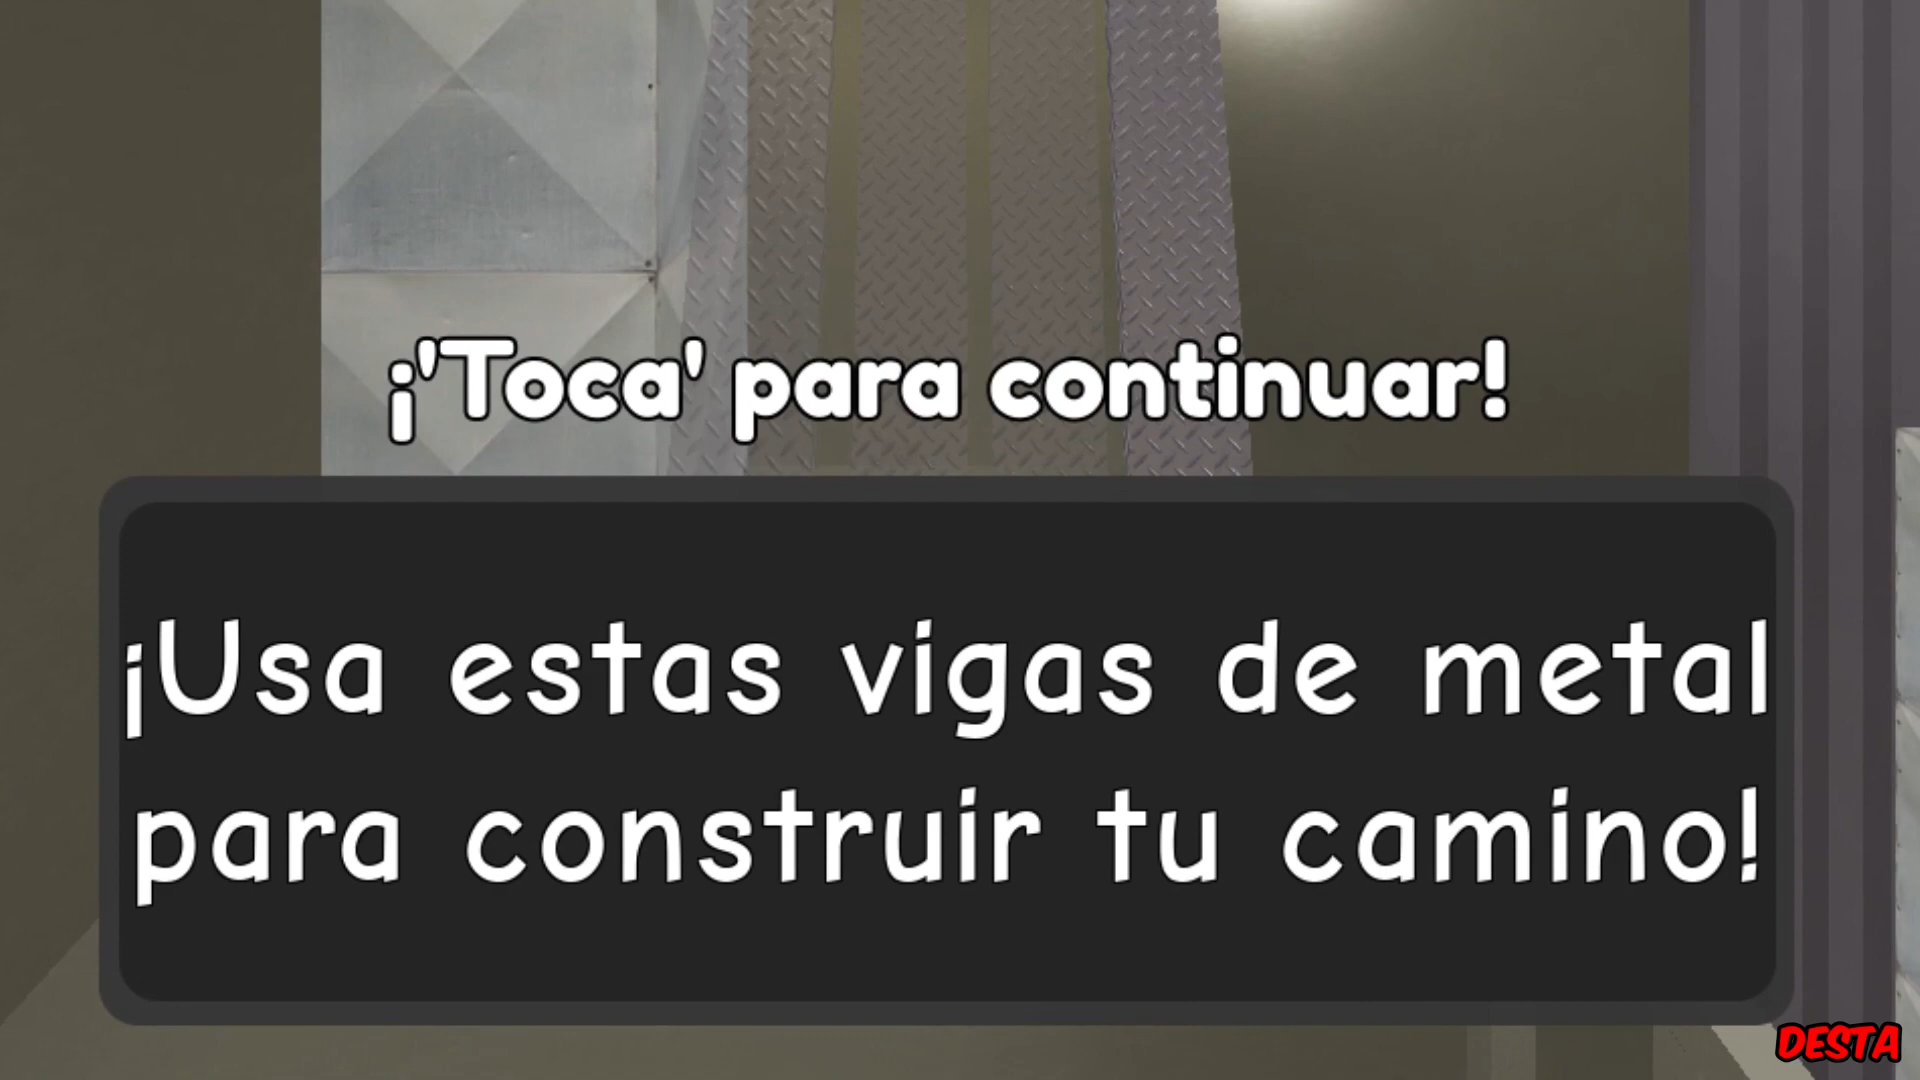 ¡'Toca' para continuar!
¡Usa estas vigas de metal
para construir tu camino!
DESTA